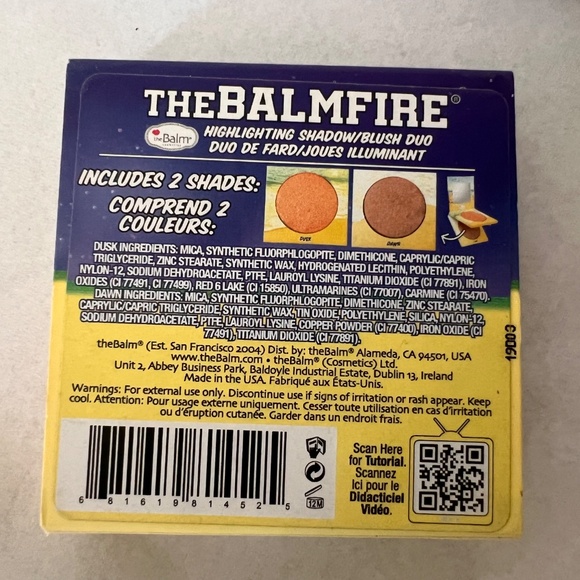 THEBALMFIRE®
theBalm®
COSMETICS
HIGHLIGHTING SHADOW/BLUSH DUO
DUO DE FARD/JOUES ILLUMINANT
INCLUDES 2 SHADES:
COMPREND 2
COULEURS:
DUSK
DAWN
DUSK INGREDIENTS: MICA, SYNTHETIC FLUORPHLOGOPITE, DIMETHICONE, CAPRYLIC/CAPRIC
TRIGLYCERIDE, ZINC STEARATE, SYNTHETIC WAX, HYDROGENATED LECITHIN, POLYETHYLENE,
NYLON-12, SODIUM DEHYDROACETATE, PTFE, LAUROYL LYSINE, TITANIUM DIOXIDE (CI 77891), IRON
OXIDES (CI 77491, CI 77499), RED 6 LAKE (CI 15850), ULTRAMARINES (CI 77007), CARMINE (CI 75470).
DAWN INGREDIENTS: MICA, SYNTHETIC FLUORPHLOGOPITE, DIMETHICONE, ZINC STEARATE,
CAPRYLIC/CAPRIC TRIGLYCERIDE, SYNTHETIC WAX, TIN OXIDE, POLYETHYLENE, SILICA, NYLON-12,
SODIUM DEHYDROACETATE, PTFE, LAUROYL LYSINE, COPPER POWDER (CI 77400), IRON OXIDE (CI
77491), TITANIUM DIOXIDE (CI 77891).
theBalm® (Est. San Francisco 2004) Dist. by: theBalm® Alameda, CA 94501, USA
www.theBalm.com • theBalm® (Cosmetics) Ltd.
Unit 2, Abbey Business Park, Baldoyle Industrial Estate, Dublin 13, Ireland
Made in the USA. Fabriqué aux États-Unis.
Warnings: For external use only. Discontinue use if signs of irritation or rash appear. Keep
cool. Attention: Pour usage externe uniquement. Cesser toute utilisation en cas d'irritation
ou d'éruption cutanée. Garder dans un endroit frais.
19003
6 81619 81452 5
12M
Scan Here
for Tutorial.
Scannez
Ici pour le
Didacticiel
Vidéo.